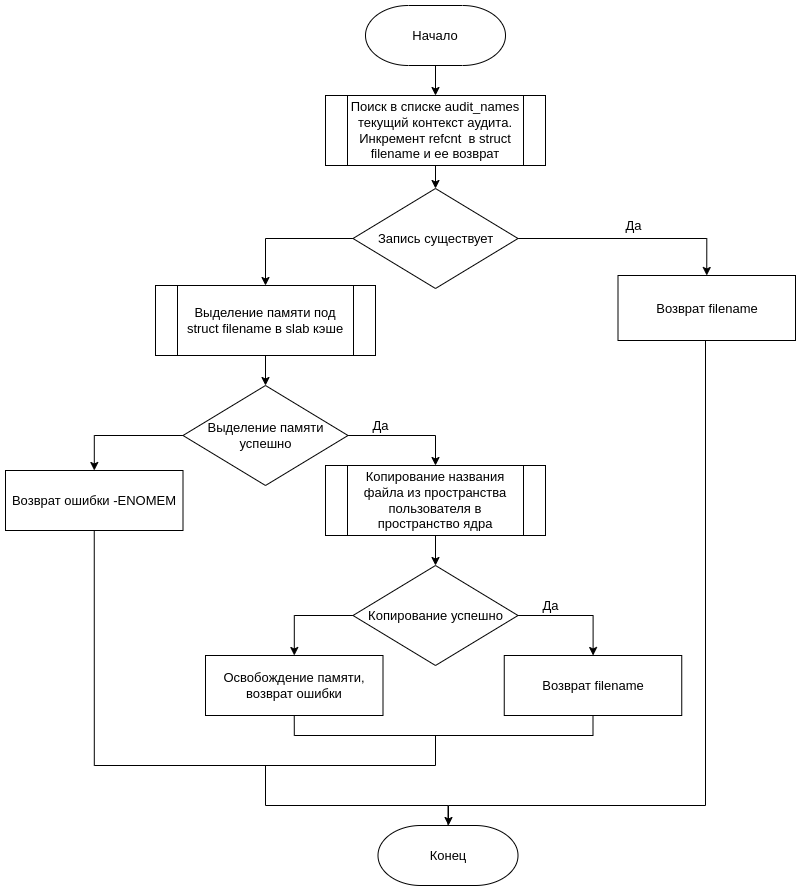 Начало
Поиск в списке audit_names
текущий контекст аудита.
Инкремент refcnt в struct
filename и ее возврат
Запись существует
Да
Выделение памяти под
struct filename в slab кэше
Возврат filename
Выделение памяти
успешно
Да
Возврат ошибки -ENOMEM
Копирование названия
файла из пространства
пользователя в
пространство ядра
Копирование успешно
Да
Освобождение памяти,
возврат ошибки
Возврат filename
Конец